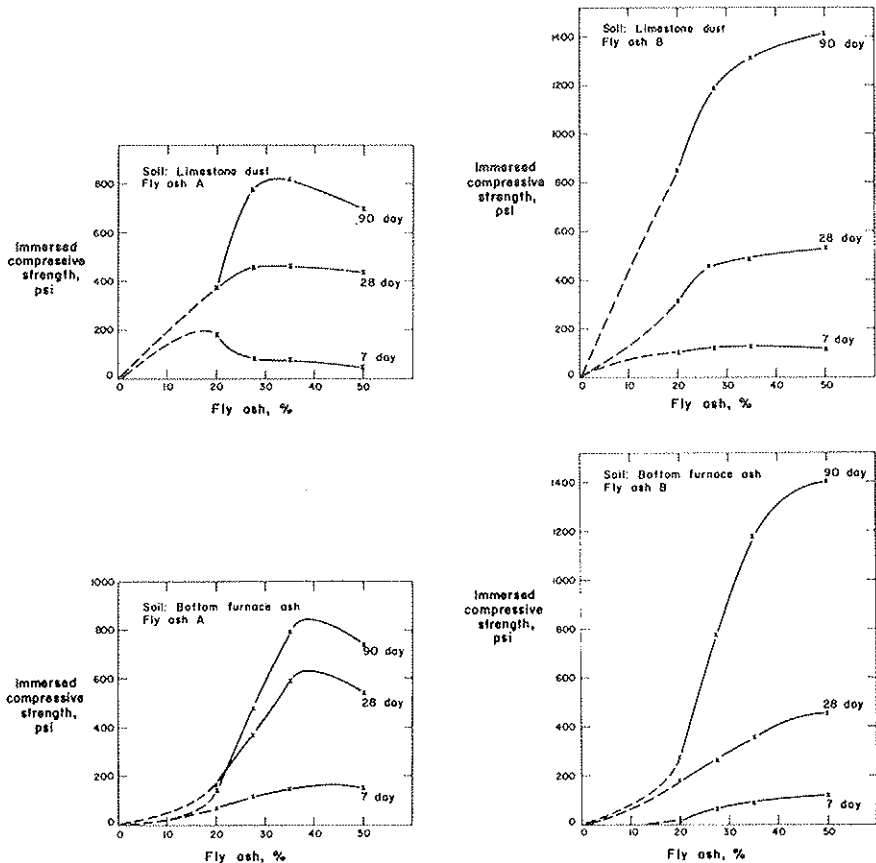 Soil: Limestone dust
Fly ash A
800
600
400
200
0
90 day
28 day
7 day
Immersed
compressive
strength,
psi
0 10 20 30 40 50
Fly ash, %
Soil: Limestone dust
Fly ash B
1400
1200
1000
800
600
400
200
0
90 day
28 day
7 day
Immersed
compressive
strength,
psi
0 10 20 30 40 50
Fly ash, %
Soil: Bottom furnace ash
Fly ash A
1000
800
600
400
200
0
90 day
28 day
7 day
Immersed
compressive
strength,
psi
0 10 20 30 40 50
Fly ash, %
Soil: Bottom furnace ash
Fly ash B
1400
1200
1000
800
600
400
200
0
90 day
28 day
7 day
Immersed
compressive
strength,
psi
0 10 20 30 40 50
Fly ash, %